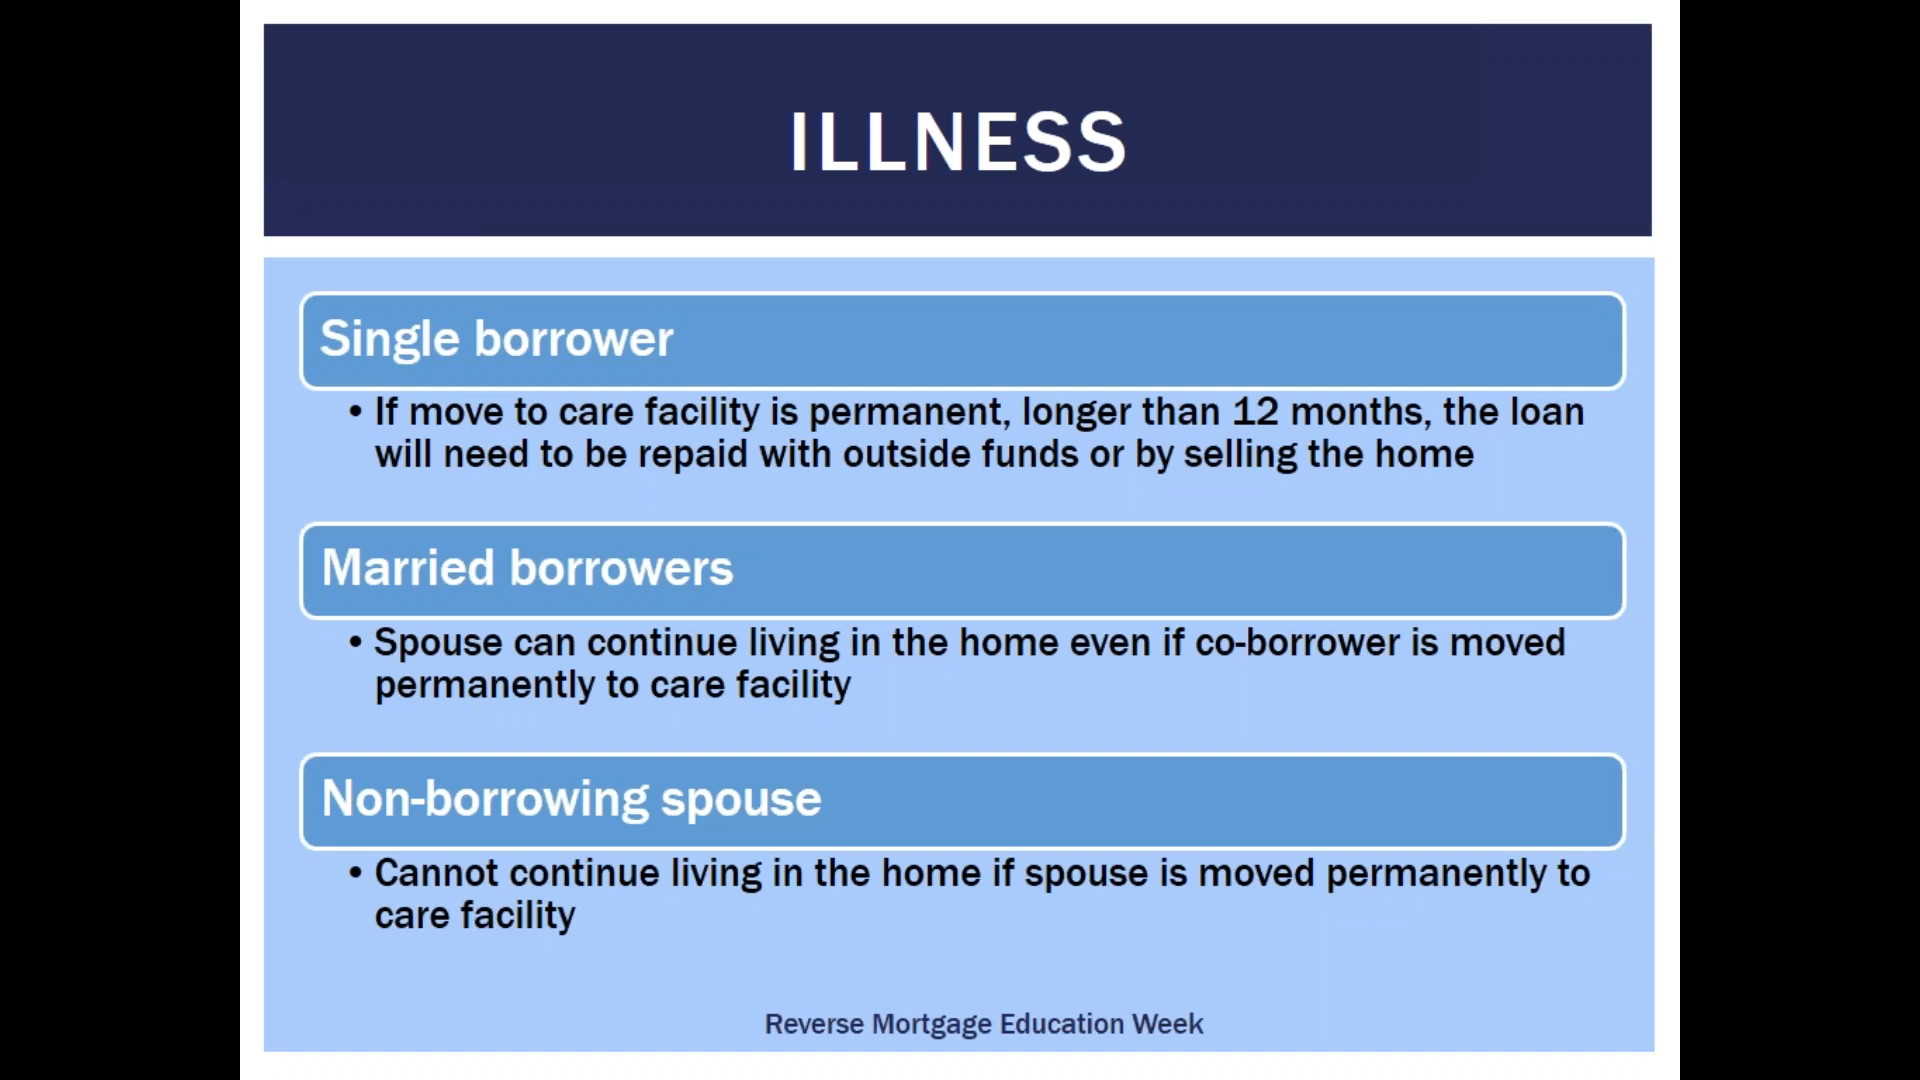 ILLNESS
Single borrower
• If move to care facility is permanent, longer than 12 months, the loan
will need to be repaid with outside funds or by selling the home
Married borrowers
• Spouse can continue living in the home even if co-borrower is moved
permanently to care facility
Non-borrowing spouse
• Cannot continue living in the home if spouse is moved permanently to
care facility
Reverse Mortgage Education Week